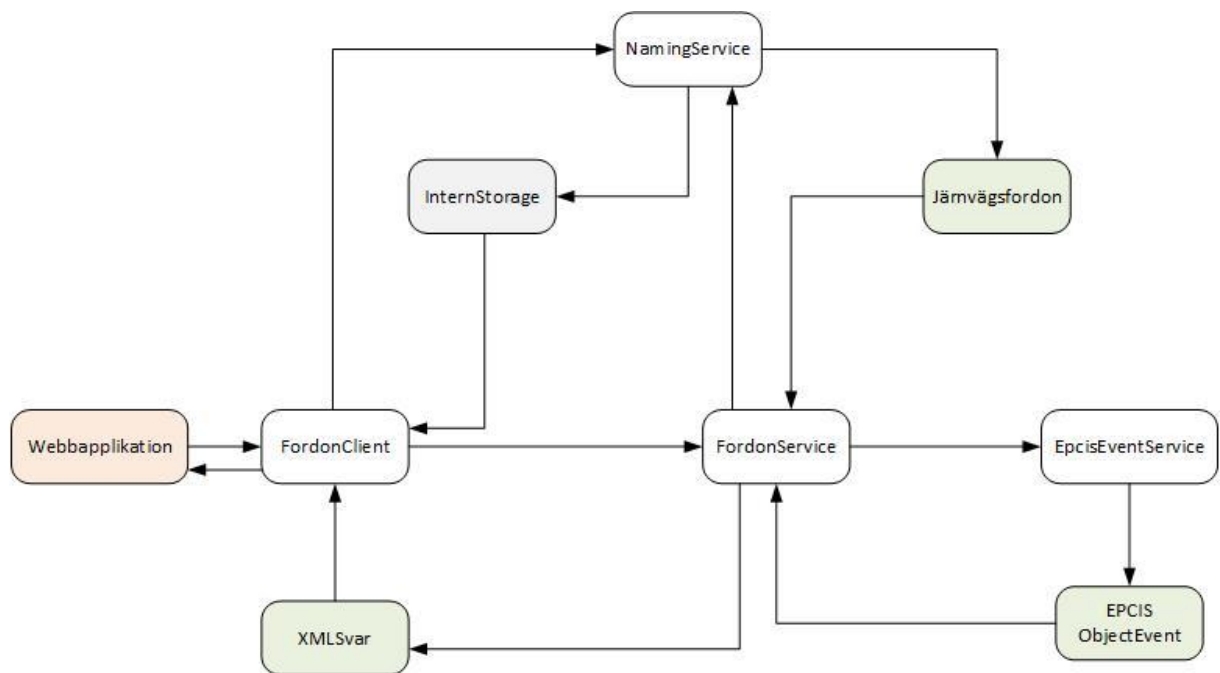 NamingService
InternStorage
Järnvägsfordon
Webbapplikation
FordonClient
FordonService
EpcisEventService
XMLSvar
EPCIS
ObjectEvent